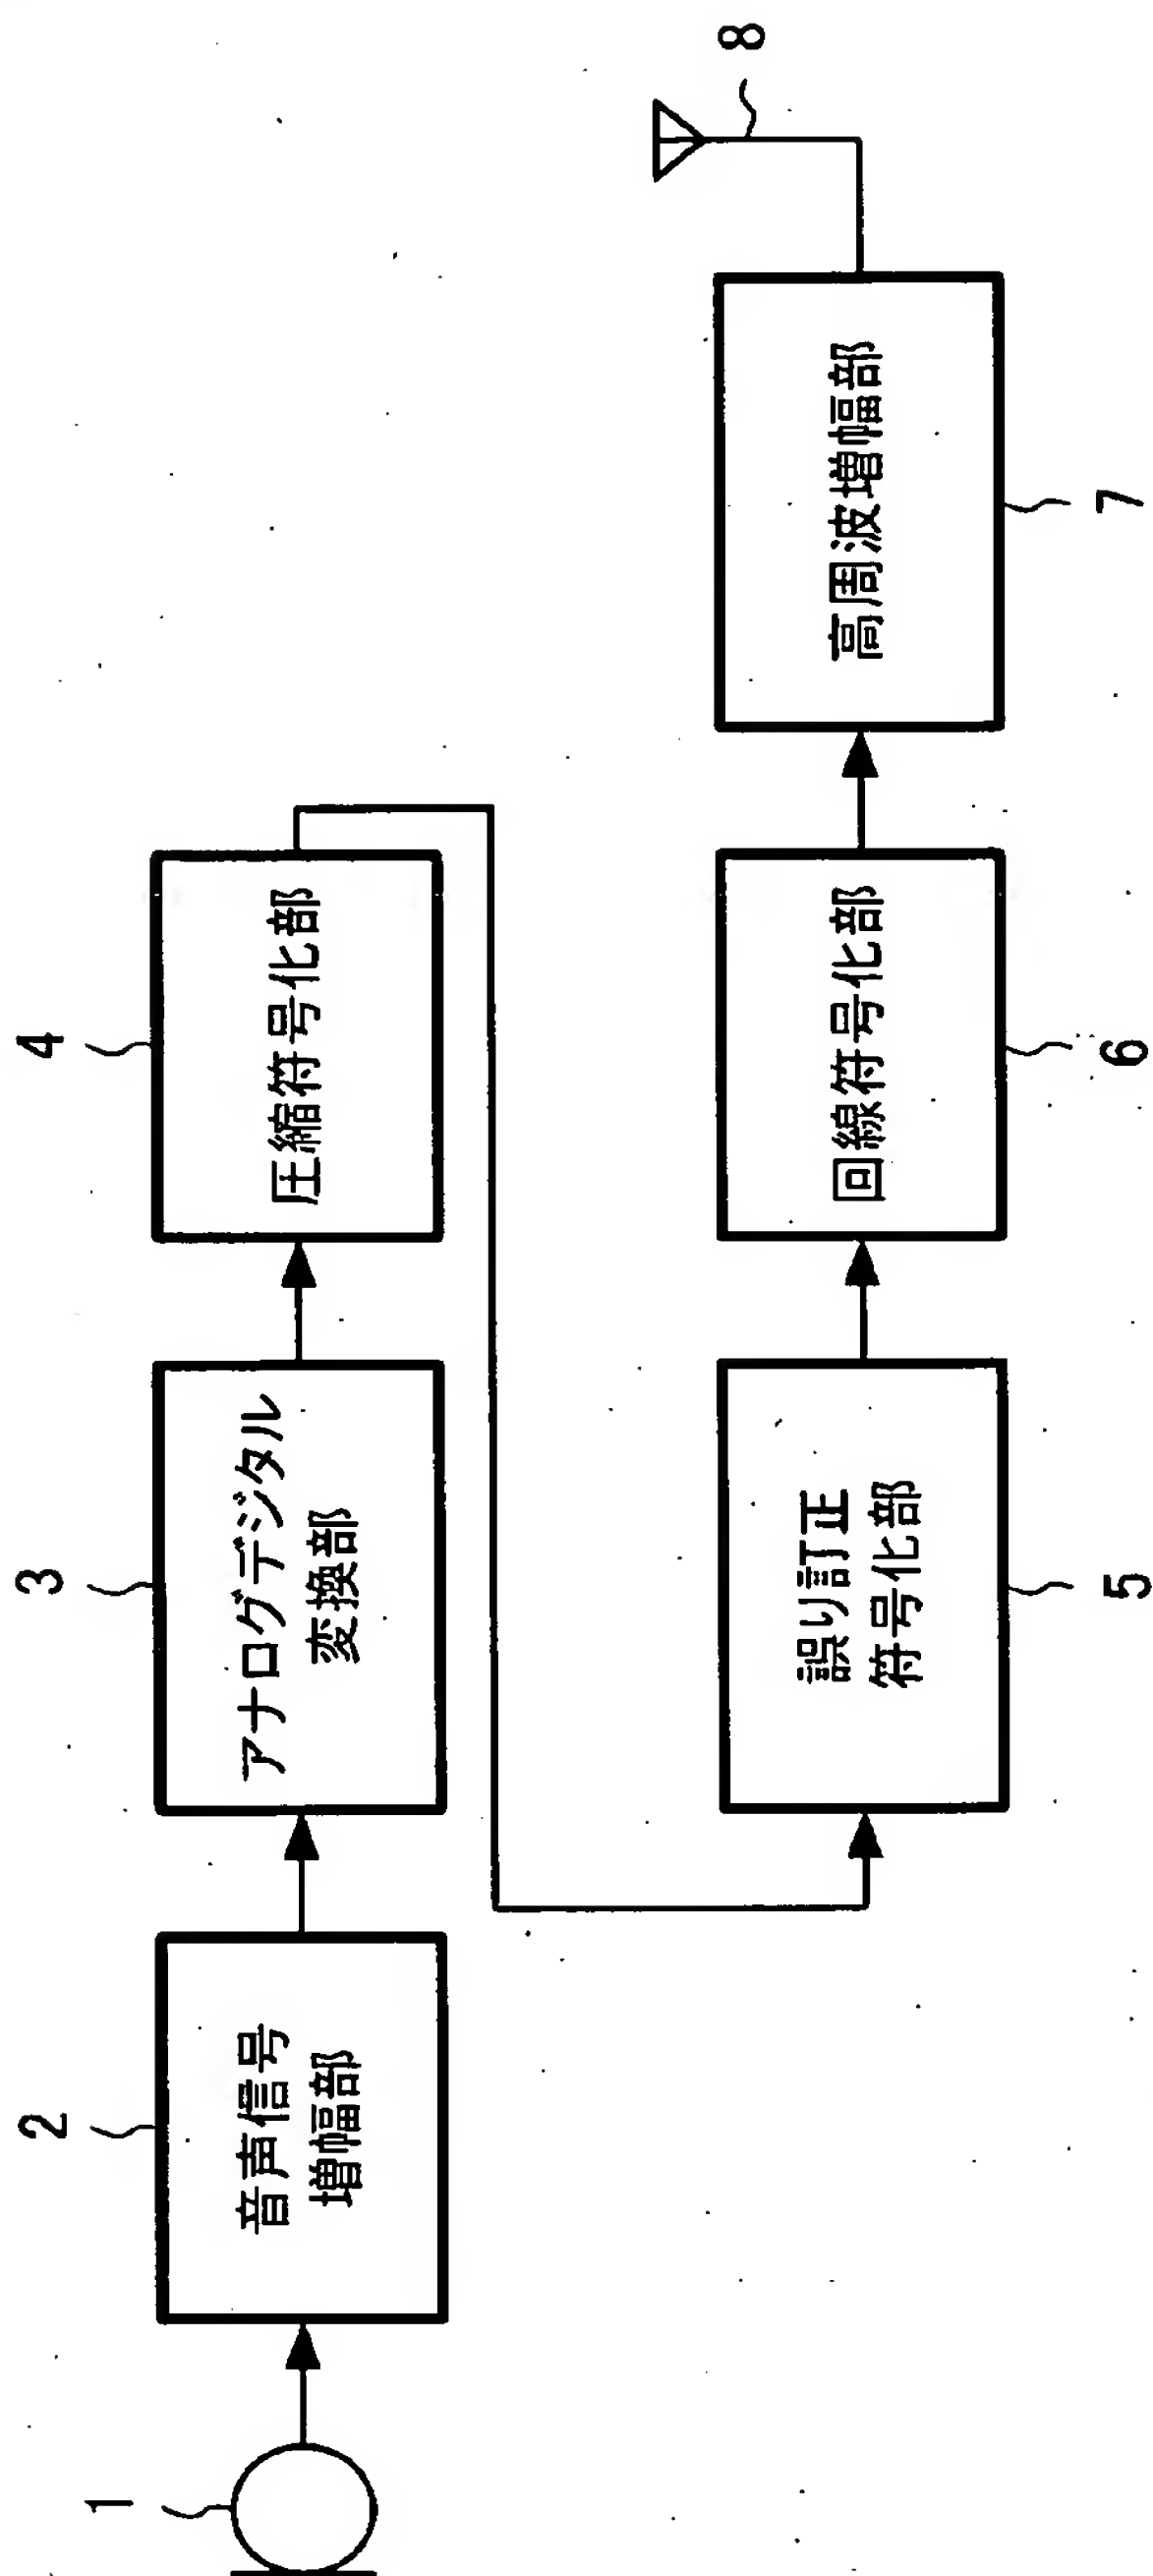 1
2
音声信号
増幅部
3
アナログデジタル
変換部
4
圧縮符号化部
5
誤り訂正
符号化部
6
回線符号化部
7
高周波増幅部
8